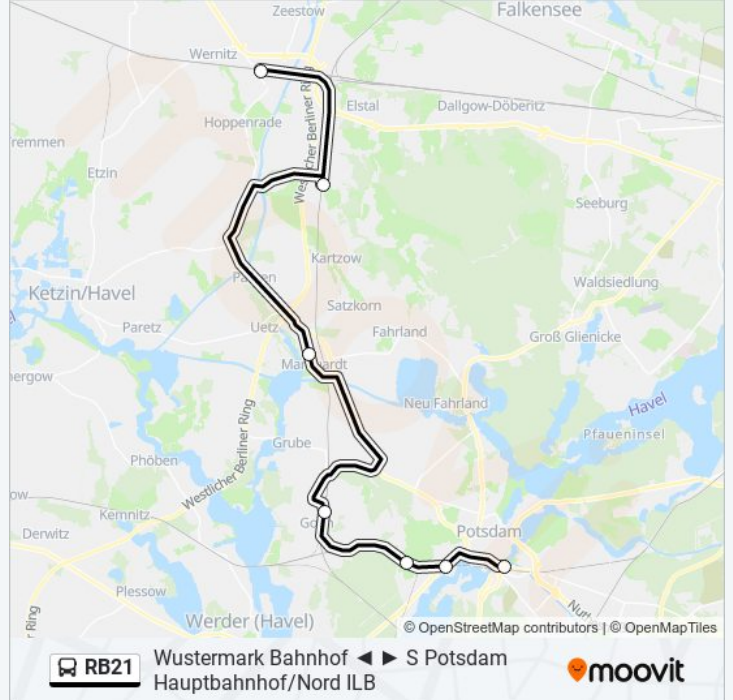 Zeestow
Falkensee
Wernitz
Elstal
Dallgow-Döberitz
Hoppenrade
remmen
Etzin
Seeburg
Kartzow
Waldsiedlung
Ketzin/Havel
Satzkorn
Paretz
Uetz
Fahrland
Groß Glienicke
Marquardt
ergow
Neu Fahrland
Havel
Pfaueninsel
Grube
Westlicher Berliner Ring
Phöben
ow
Kemnitz
Derwitz
Potsdam
Plessow
Werder (Havel)
Ring
© OpenStreetMap contributors | © OpenMapTiles
RB21
Wustermark Bahnhof ◄ ► S Potsdam
Hauptbahnhof/Nord ILB
moovit